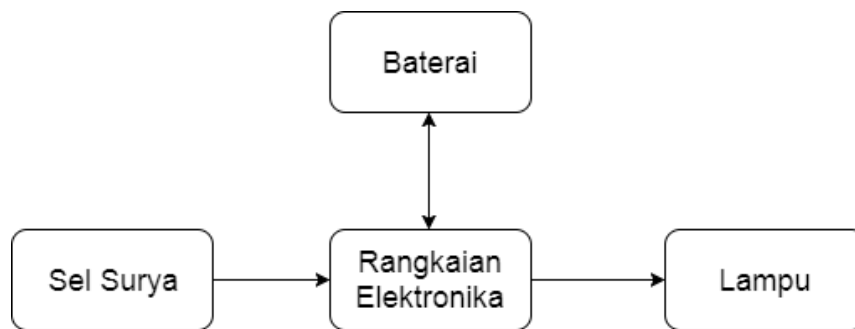 Baterai
Sel Surya
Rangkaian
Elektronika
Lampu